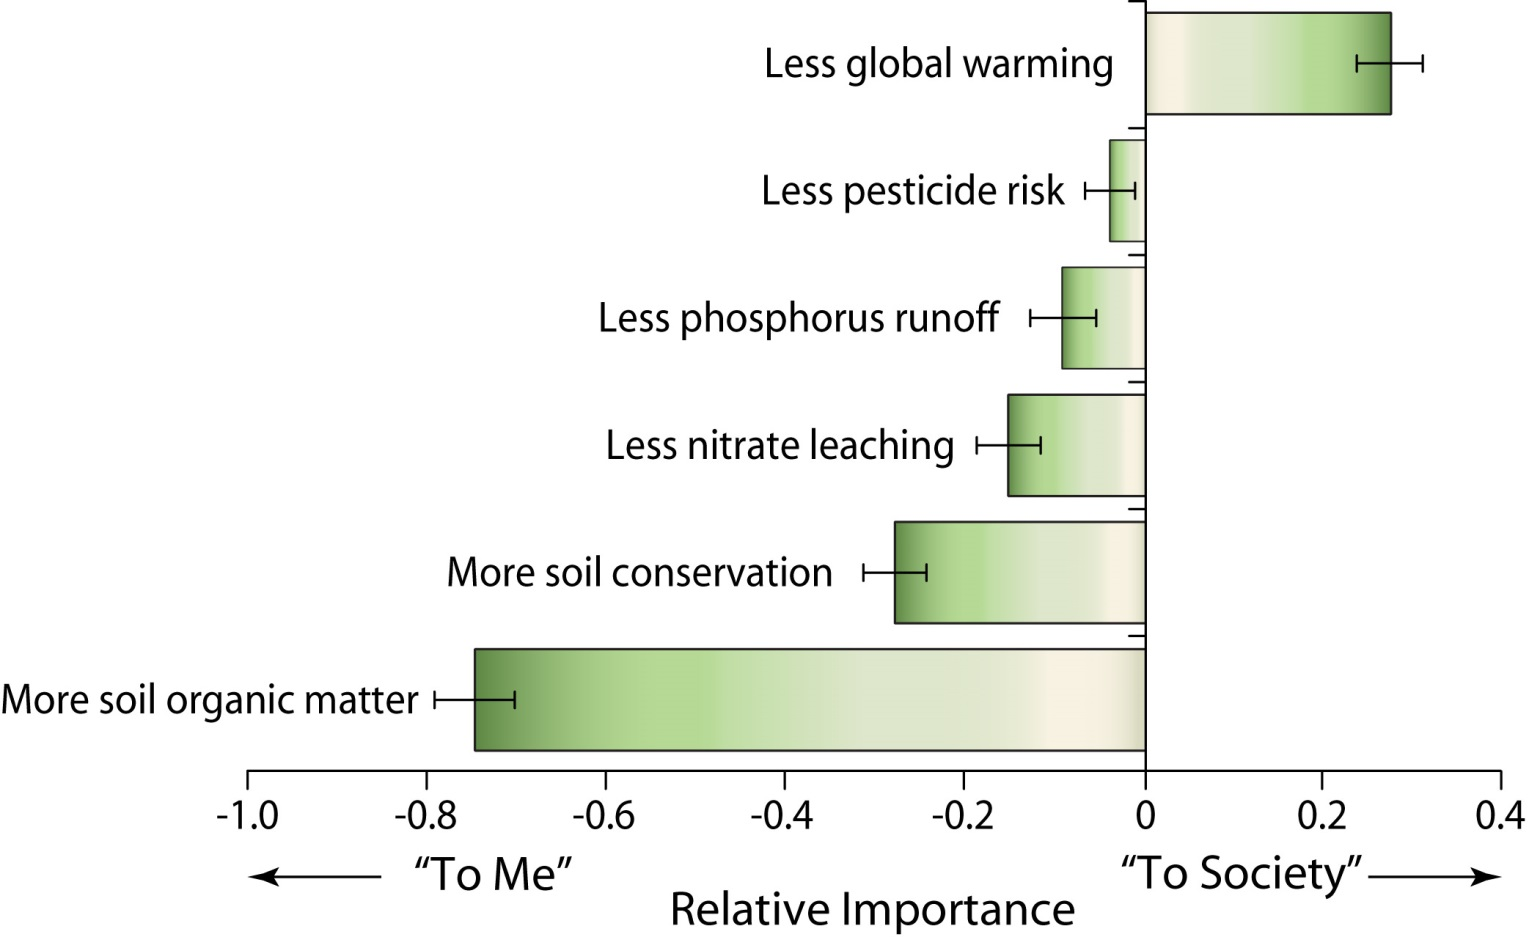 Less global warming
Less pesticide risk
Less phosphorus runoff
Less nitrate leaching
More soil conservation
More soil organic matter
-1.0 -0.8 -0.6 -0.4 -0.2 0 0.2 0.4
“To Me” “To Society”
Relative Importance